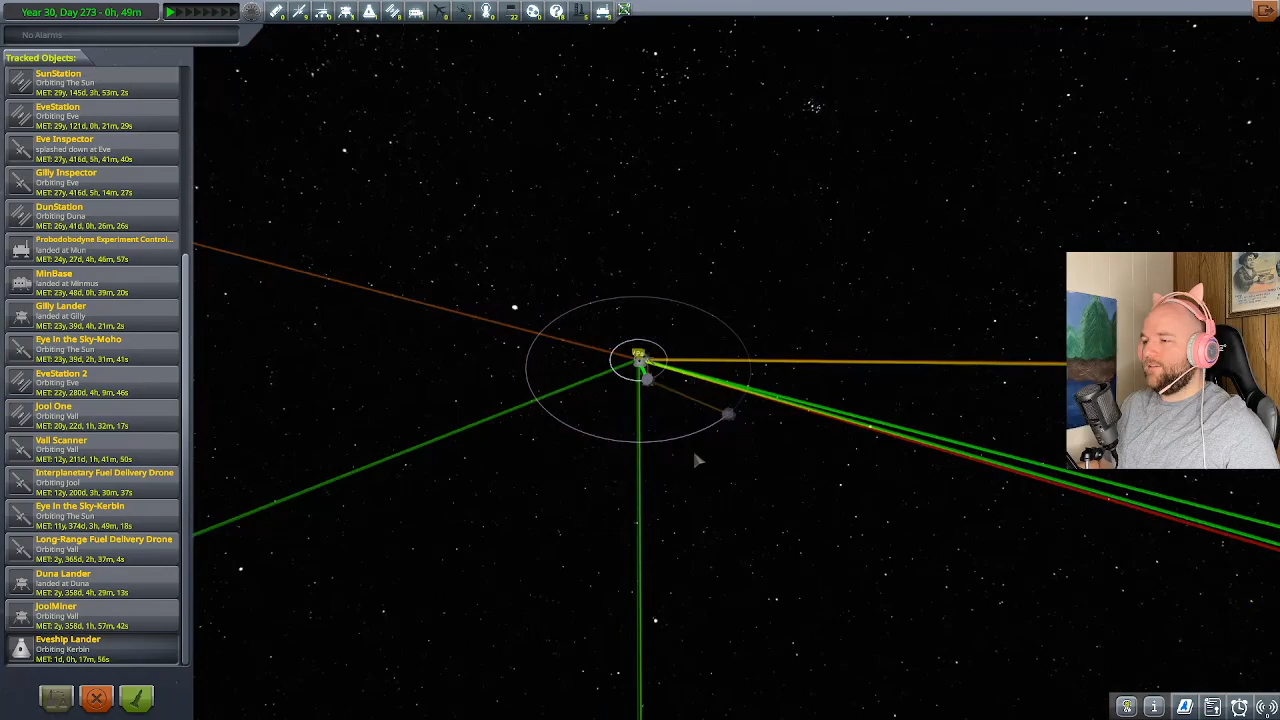 Year 30, Day 273 - 0h, 49m
No Alarms
Tracked Objects:
SunStation
Orbiting The Sun
MET: 29y, 145d, 3h, 53m, 2s
EveStation
Orbiting Eve
MET: 29y, 121d, 0h, 21m, 29s
Eve Inspector
splashed down at Eve
MET: 27y, 416d, 5h, 41m, 40s
Gilly Inspector
Orbiting Eve
MET: 27y, 416d, 5h, 14m, 27s
DunStation
Orbiting Duna
MET: 26y, 41d, 0h, 26m, 26s
Probodobodyne Experiment Control...
landed at Mun
MET: 24y, 27d, 4h, 46m, 57s
MinBase
landed at Minmus
MET: 23y, 48d, 0h, 39m, 20s
Gilly Lander
landed at Gilly
MET: 23y, 39d, 4h, 21m, 2s
Eye In the Sky-Moho
Orbiting The Sun
MET: 23y, 39d, 2h, 31m, 41s
EveStation 2
Orbiting Eve
MET: 22y, 280d, 4h, 9m, 46s
Jool One
Orbiting Vall
MET: 20y, 22d, 1h, 32m, 17s
Vall Scanner
Orbiting Vall
MET: 12y, 211d, 1h, 41m, 50s
Interplanetary Fuel Delivery Drone
Orbiting Jool
MET: 12y, 200d, 3h, 30m, 37s
Eye In the Sky-Kerbin
Orbiting The Sun
MET: 11y, 374d, 3h, 49m, 18s
Long-Range Fuel Delivery Drone
Orbiting Vall
MET: 2y, 365d, 2h, 37m, 4s
Duna Lander
landed at Duna
MET: 2y, 358d, 4h, 29m, 13s
JoolMiner
Orbiting Vall
MET: 2y, 358d, 1h, 57m, 42s
Eveship Lander
Orbiting Kerbin
MET: 1d, 0h, 17m, 56s